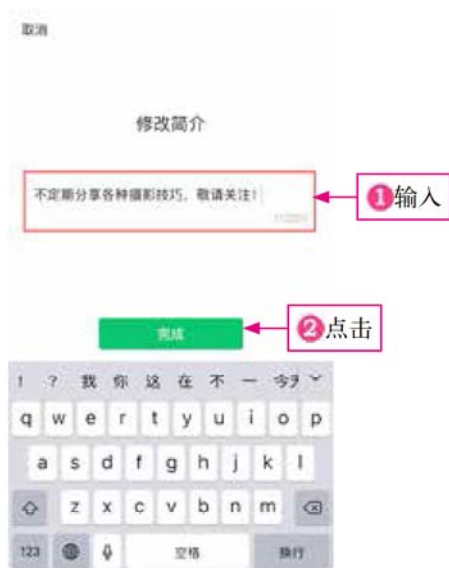 取消
修改简介
不定期分享各种摄影技巧，敬请关注！
❶输入
完成
❷点击
！ ？ 我 你 这 在 不 一 今天
q w e r t y u i o p
a s d f g h j k l
z x c v b n m
123 空格 换行